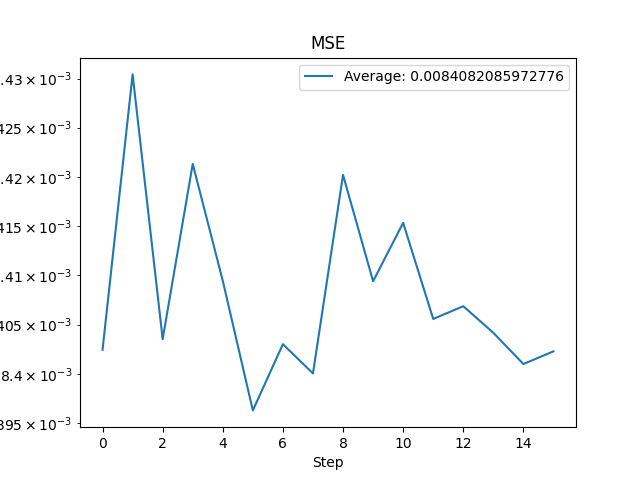 MSE
Average: 0.0084082085972776
.43 × 10⁻³
425 × 10⁻³
.42 × 10⁻³
415 × 10⁻³
.41 × 10⁻³
405 × 10⁻³
8.4 × 10⁻³
395 × 10⁻³
0 2 4 6 8 10 12 14
Step